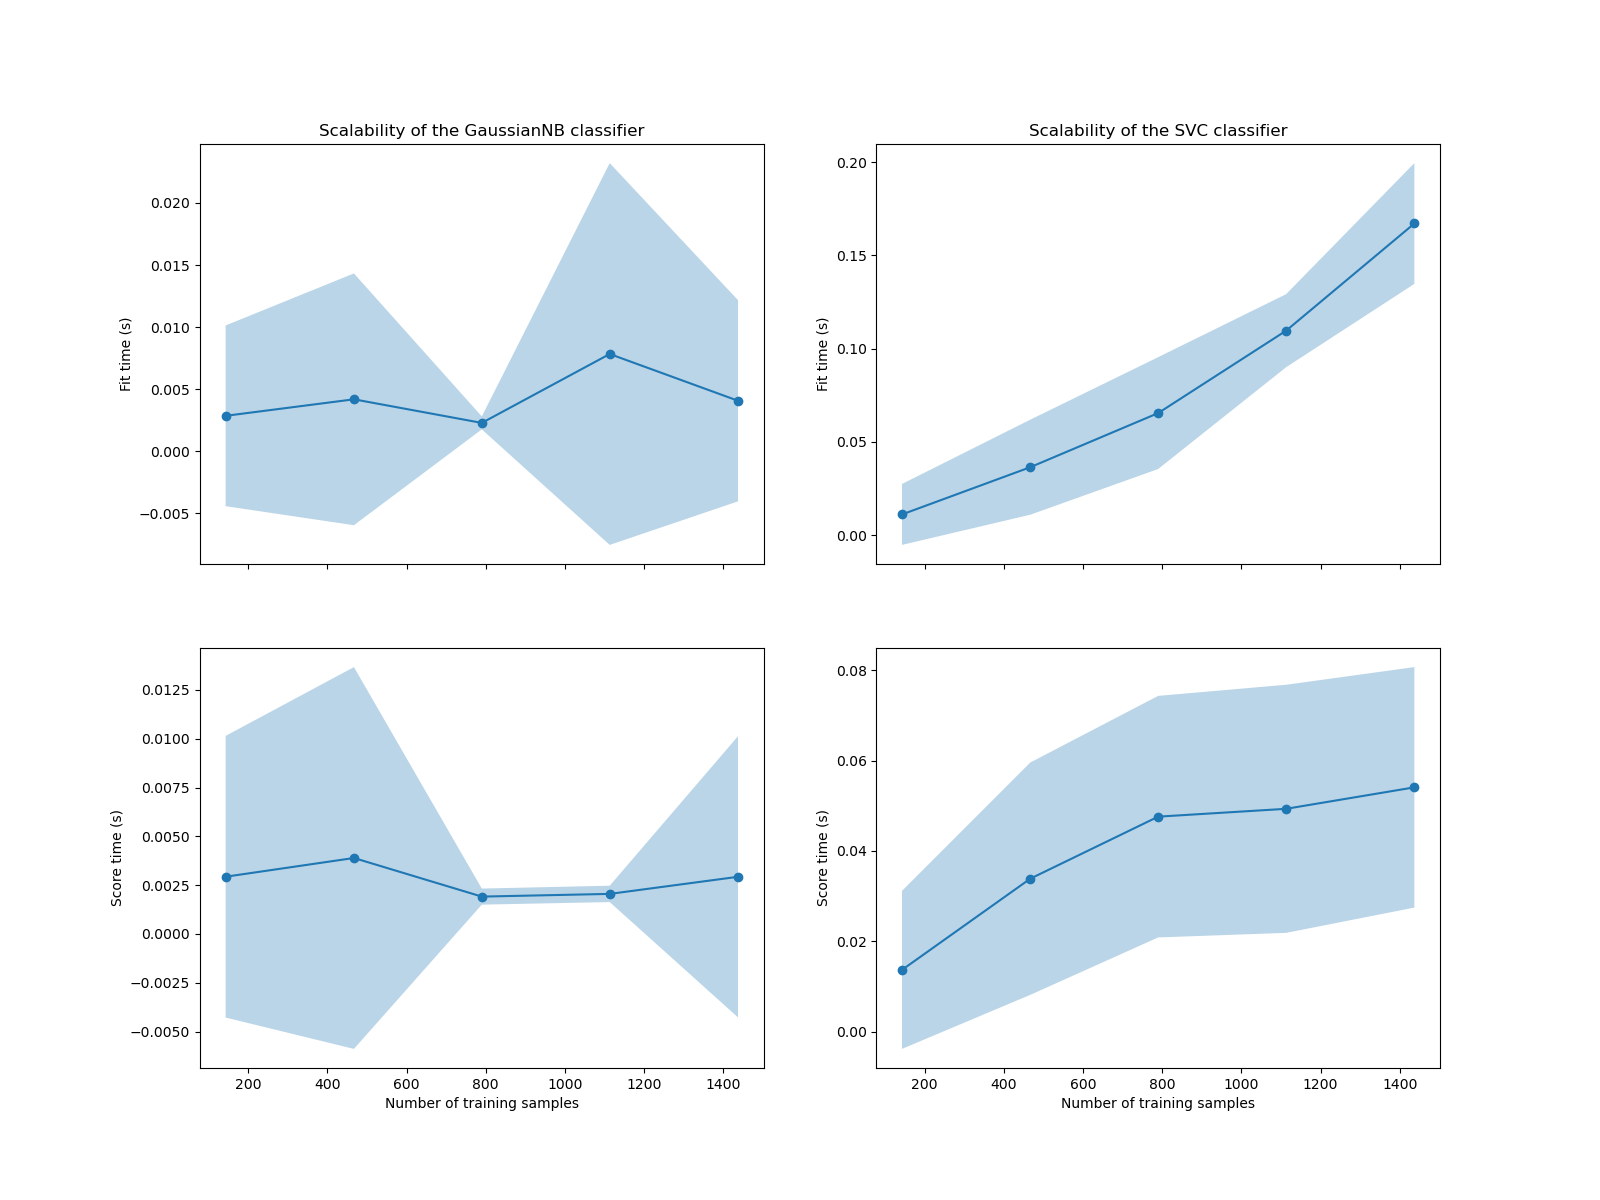 Scalability of the GaussianNB classifier
0.020
0.015
0.010
0.005
0.000
−0.005
Fit time (s)
Scalability of the SVC classifier
0.20
0.15
0.10
0.05
0.00
Fit time (s)
0.0125
0.0100
0.0075
0.0050
0.0025
0.0000
−0.0025
−0.0050
Score time (s)
200 400 600 800 1000 1200 1400
Number of training samples
0.08
0.06
0.04
0.02
0.00
Score time (s)
200 400 600 800 1000 1200 1400
Number of training samples